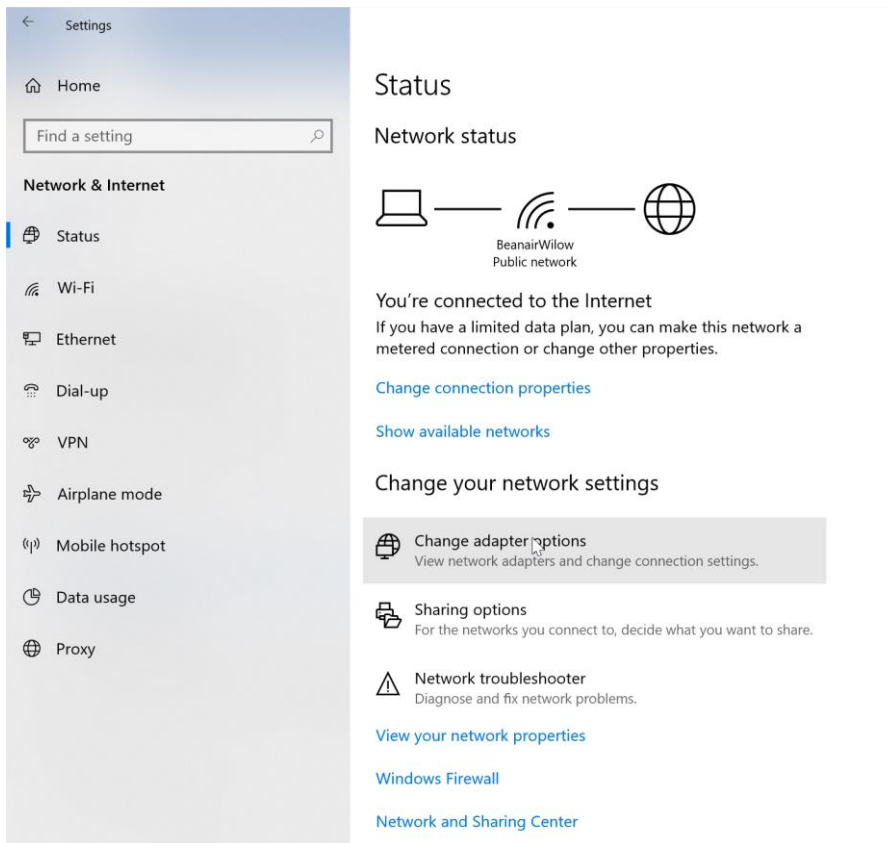 Settings
Home
Find a setting
Network & Internet
Status
Wi-Fi
Ethernet
Dial-up
VPN
Airplane mode
Mobile hotspot
Data usage
Proxy
Status
Network status
BeanairWilow
Public network
You're connected to the Internet
If you have a limited data plan, you can make this network a
metered connection or change other properties.
Change connection properties
Show available networks
Change your network settings
Change adapter options
View network adapters and change connection settings.
Sharing options
For the networks you connect to, decide what you want to share.
Network troubleshooter
Diagnose and fix network problems.
View your network properties
Windows Firewall
Network and Sharing Center